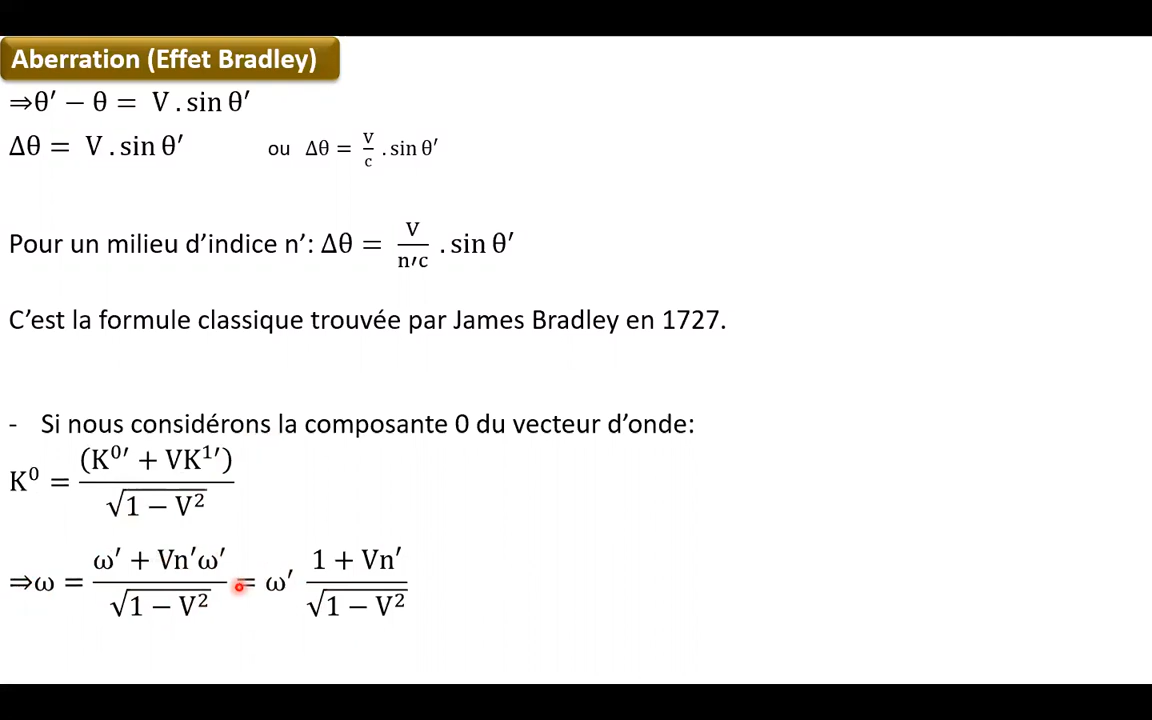 Aberration (Effet Bradley)
⇒θ′ − θ = V . sin θ′
Δθ = V . sin θ′ ou Δθ = V/c . sin θ′
Pour un milieu d’indice n’: Δθ = V/n′c . sin θ′
C’est la formule classique trouvée par James Bradley en 1727.
- Si nous considérons la composante 0 du vecteur d’onde:
K⁰ = (K⁰′ + VK¹′)/√(1 − V²)
⇒ω = (ω′ + Vn′ω′)/√(1 − V²) = ω′ (1 + Vn′)/√(1 − V²)